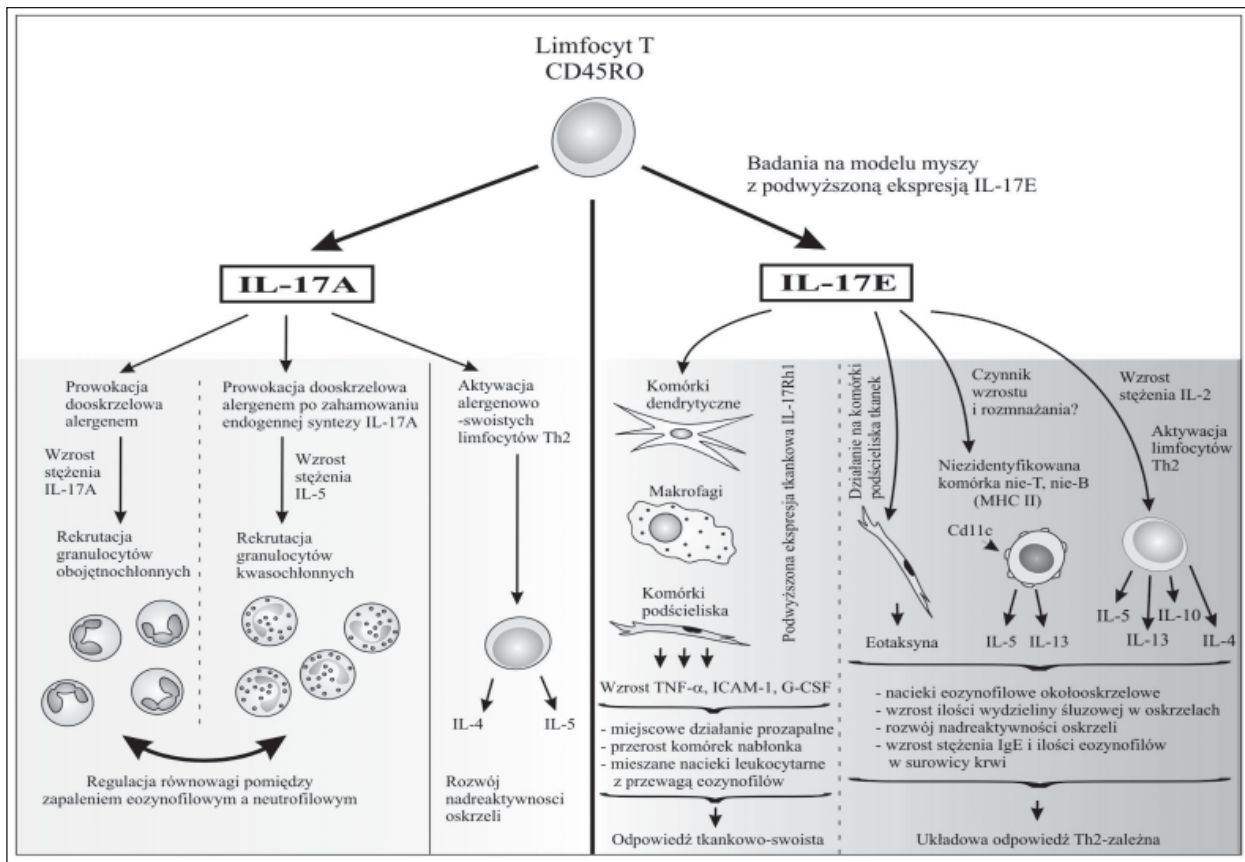 Limfocyt T
CD45RO
Badania na modelu myszy
z podwyższoną ekspresją IL-17E
IL-17A
IL-17E
Prowokacja
dooskrzelowa
alergenem
Wzrost
stężenia
IL-17A
Rekrutacja
granulocytów
obojętnochłonnych
Prowokacja dooskrzelowa
alergenem po zahamowaniu
endogennej syntezy IL-17A
Wzrost
stężenia
IL-5
Rekrutacja
granulocytów
kwasochłonnych
Regulacja równowagi pomiędzy
zapaleniem eozynofilowym a neutrofilowym
Aktywacja
alergenowo
-swoistych
limfocytów Th2
IL-4
IL-5
Rozwój
nadreaktywnosci
oskrzeli
Komórki
dendrytyczne
Makrofagi
Komórki
podścieliska
Podwyższona ekspresja tkankowa IL-17Rh1
Wzrost TNF-α, ICAM-1, G-CSF
- miejscowe działanie prozapalne
- przerost komórek nabłonka
- mieszane nacieki leukocytarne
z przewagą eozynofilów
Odpowiedź tkankowo-swoista
Działanie na komórki
podścieliska tkanek
Eotaksyna
Czynnik
wzrostu
i rozmnażania?
Niezidentyfikowana
komórka nie-T, nie-B
(MHC II)
Cd11c
IL-5 IL-13
Wzrost
stężenia IL-2
Aktywacja
limfocytów
Th2
IL-5
IL-10
IL-13
IL-4
- nacieki eozynofilowe okołooskrzelowe
- wzrost ilości wydzieliny śluzowej w oskrzelach
- rozwój nadreaktywności oskrzeli
- wzrost stężenia IgE i ilości eozynofilów
w surowicy krwi
Układowa odpowiedź Th2-zależna